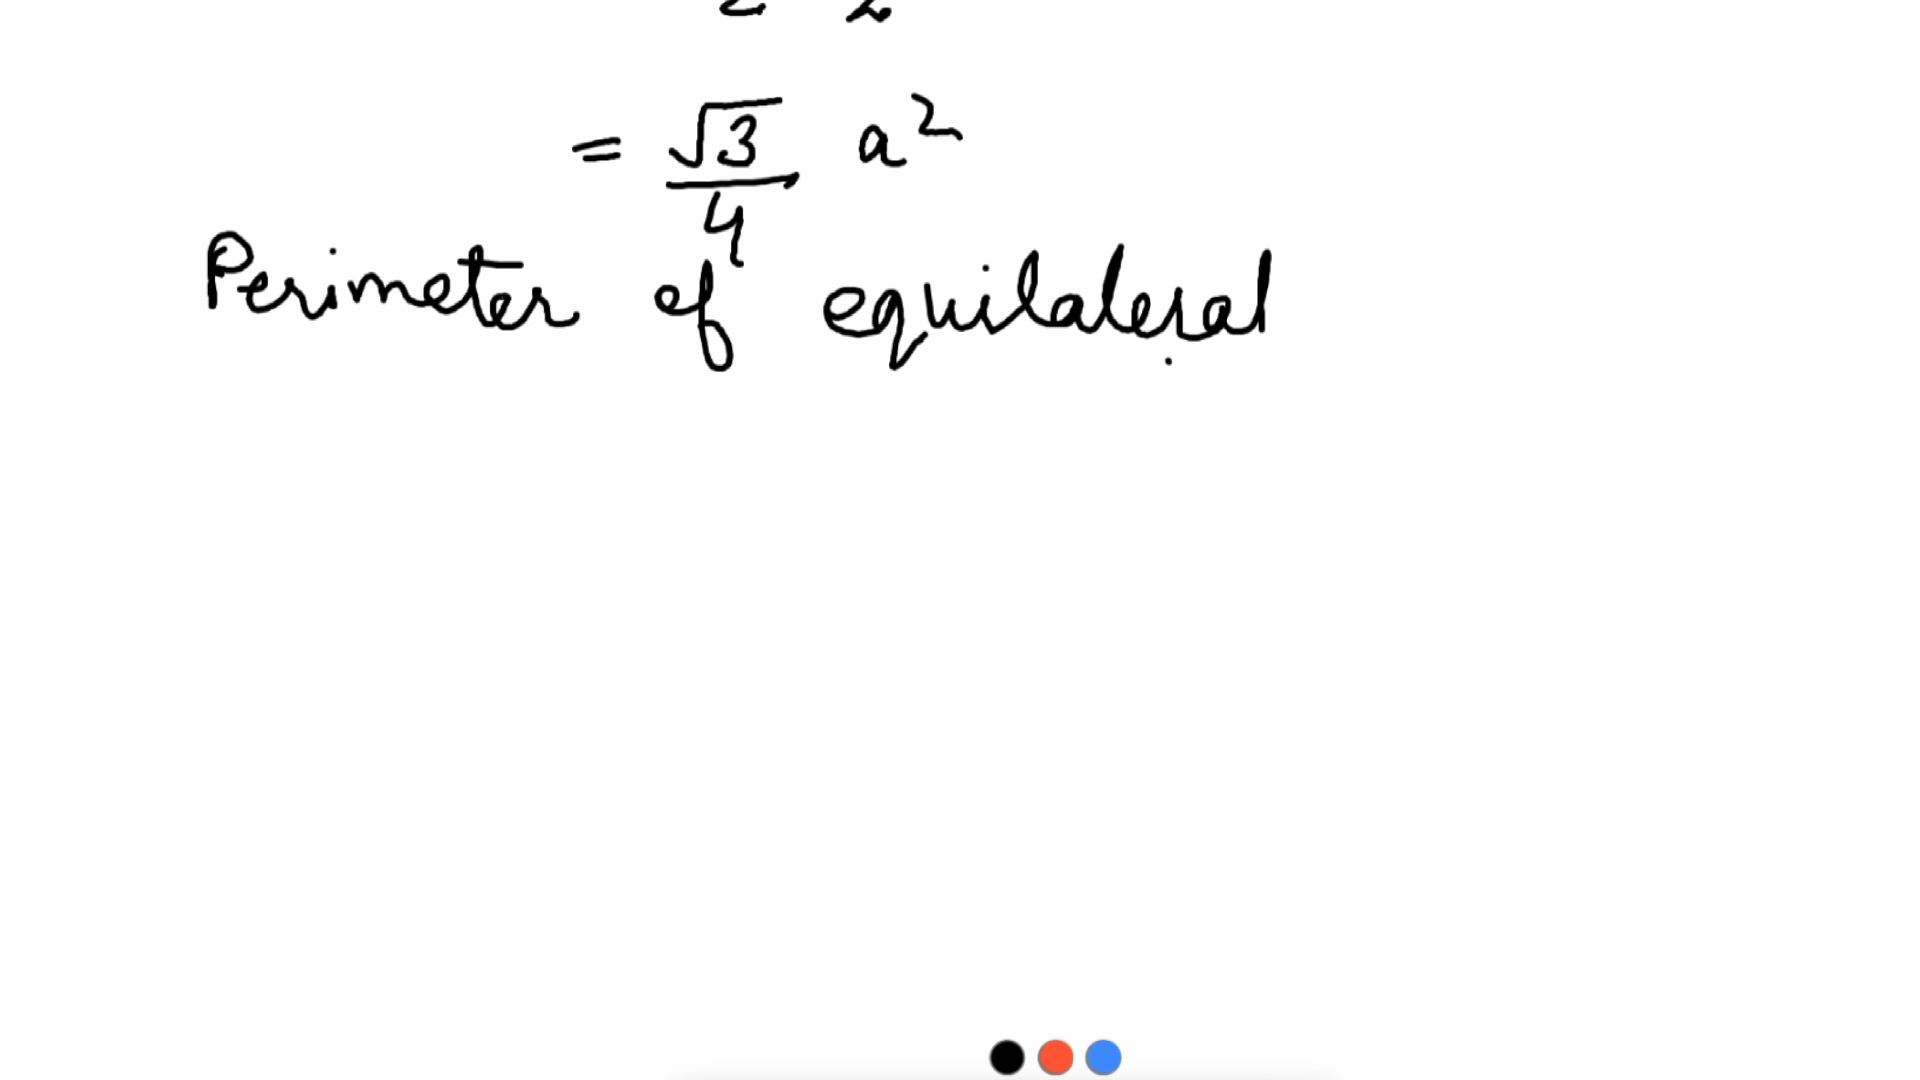 = √3/4 a²
Perimeter of equilateral